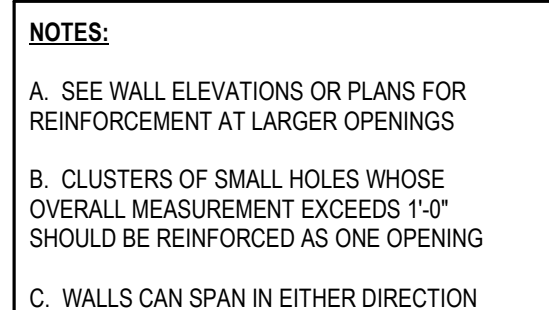 NOTES:
A. SEE WALL ELEVATIONS OR PLANS FOR
REINFORCEMENT AT LARGER OPENINGS
B. CLUSTERS OF SMALL HOLES WHOSE
OVERALL MEASUREMENT EXCEEDS 1'-0"
SHOULD BE REINFORCED AS ONE OPENING
C. WALLS CAN SPAN IN EITHER DIRECTION